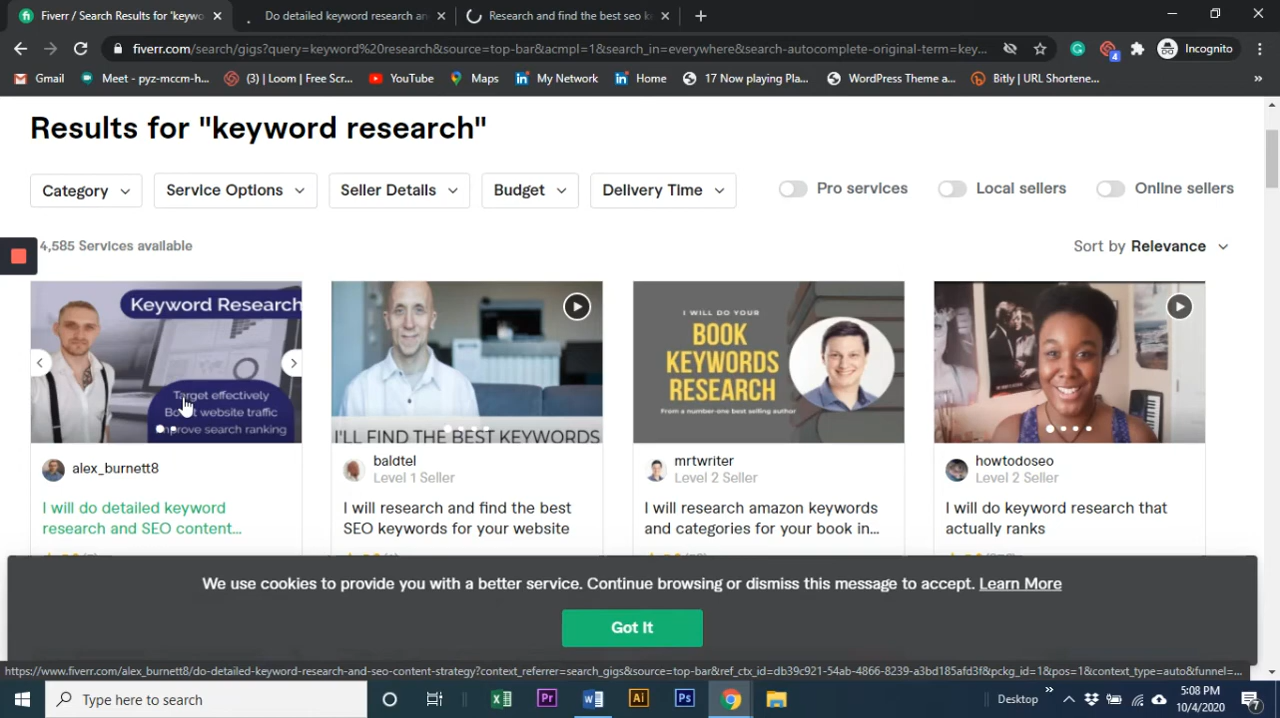 Fiverr / Search Results for 'keywo
Do detailed keyword research an
Research and find the best seo k
fiverr.com/search/gigs?query=keyword%20research&source=top-bar&acmpl=1&search_in=everywhere&search-autocomplete-original-term=key...
Incognito
Gmail
Meet - pyz-mccm-h...
(3) | Loom | Free Scr...
YouTube
Maps
My Network
Home
17 Now playing Pla...
WordPress Theme a...
Bitly | URL Shortene...
4
Results for "keyword research"
Category
Service Options
Seller Details
Budget
Delivery Time
Pro services
Local sellers
Online sellers
4,585 Services available
Sort by Relevance
Keyword Research
Target effectively
Boost website traffic
Improve search ranking
I'LL FIND THE BEST KEYWORDS
I WILL DO YOUR
BOOK
KEYWORDS
RESEARCH
From a number-one best selling author
alex_burnett8
I will do detailed keyword
research and SEO content...
baldtel
Level 1 Seller
I will research and find the best
SEO keywords for your website
mrtwriter
Level 2 Seller
I will research amazon keywords
and categories for your book in...
howtodoseo
Level 2 Seller
I will do keyword research that
actually ranks
We use cookies to provide you with a better service. Continue browsing or dismiss this message to accept. Learn More
Got It
https://www.fiverr.com/alex_burnett8/do-detailed-keyword-research-and-seo-content-strategy?context_referrer=search_gigs&source=top-bar&ref_ctx_id=db39c921-54ab-4866-8239-a3bd185afd3f&pckg_id=1&pos=1&context_type=auto&funnel=...
Type here to search
Desktop
5:08 PM
10/4/2020
7